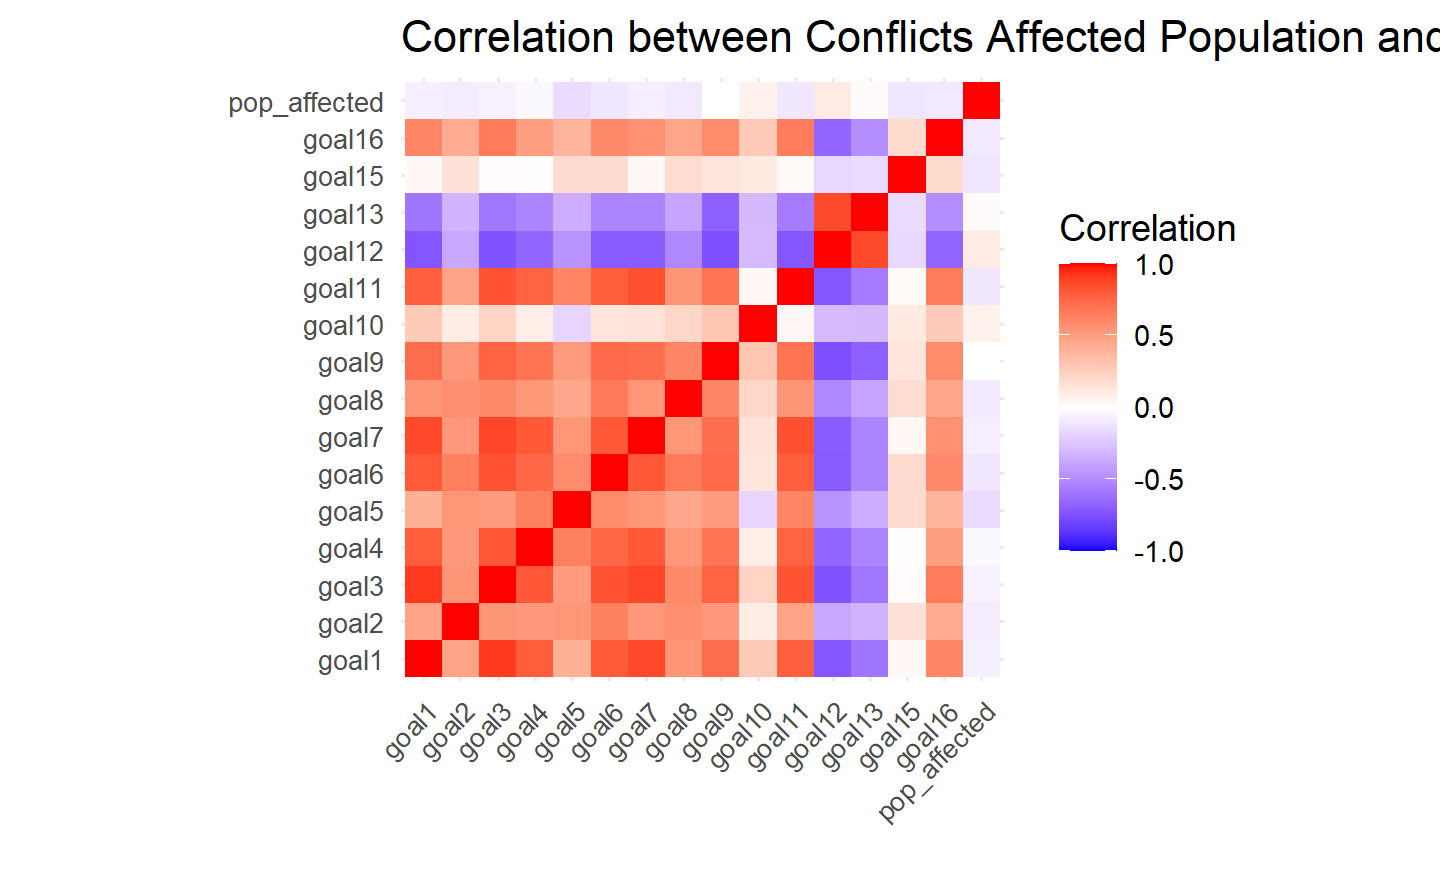 Correlation between Conflicts Affected Population and
pop_affected
goal16
goal15
goal13
goal12
goal11
goal10
goal9
goal8
goal7
goal6
goal5
goal4
goal3
goal2
goal1
goal1
goal2
goal3
goal4
goal5
goal6
goal7
goal8
goal9
goal10
goal11
goal12
goal13
goal15
goal16
pop_affected
Correlation
1.0
0.5
0.0
-0.5
-1.0